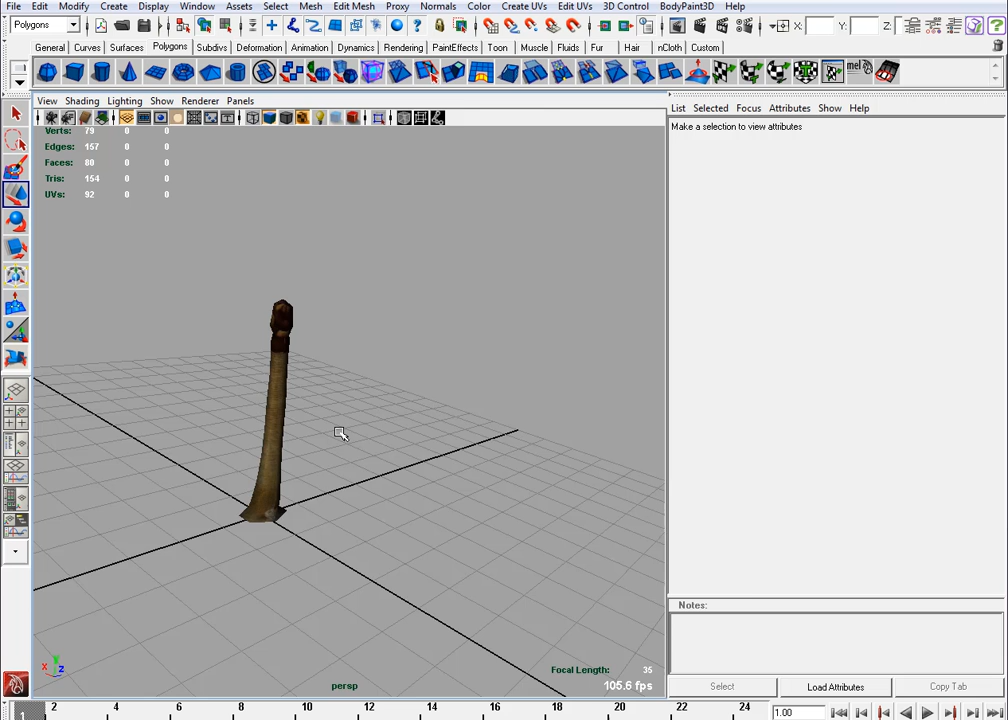 File Edit Modify Create Display Window Assets Select Mesh Edit Mesh Proxy Normals Color Create UVs Edit UVs 3D Control BodyPaint3D Help
Polygons X: Y: Z:
General Curves Surfaces Polygons Subdivs Deformation Animation Dynamics Rendering PaintEffects Toon Muscle Fluids Fur Hair nCloth Custom
mel
View Shading Lighting Show Renderer Panels
List Selected Focus Attributes Show Help
Make a selection to view attributes
Verts: 79 0 0
Edges: 157 0 0
Faces: 80 0 0
Tris: 154 0 0
UVs: 92 0 0
Notes:
X Y Z
persp
Focal Length: 35
105.6 fps
Select Load Attributes Copy Tab
1 2 4 6 8 10 12 14 16 18 20 22 24 1.00